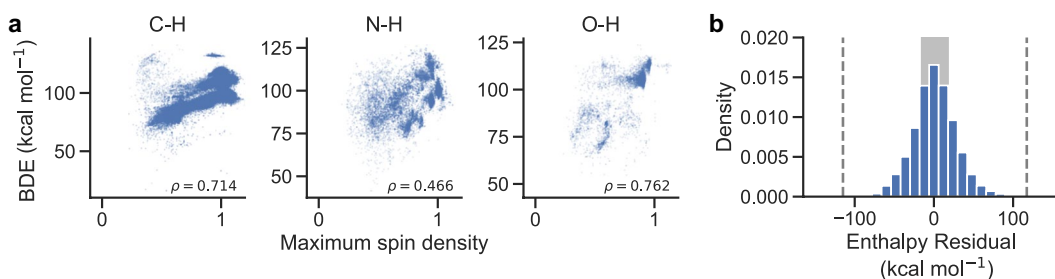 a
C-H
N-H
O-H
BDE (kcal mol⁻¹)
100
50
125
100
75
50
125
100
75
50
ρ = 0.714
ρ = 0.466
ρ = 0.762
0
1
0
1
0
1
Maximum spin density
b
Density
0.020
0.015
0.010
0.005
0.000
−100
0
100
Enthalpy Residual
(kcal mol⁻¹)